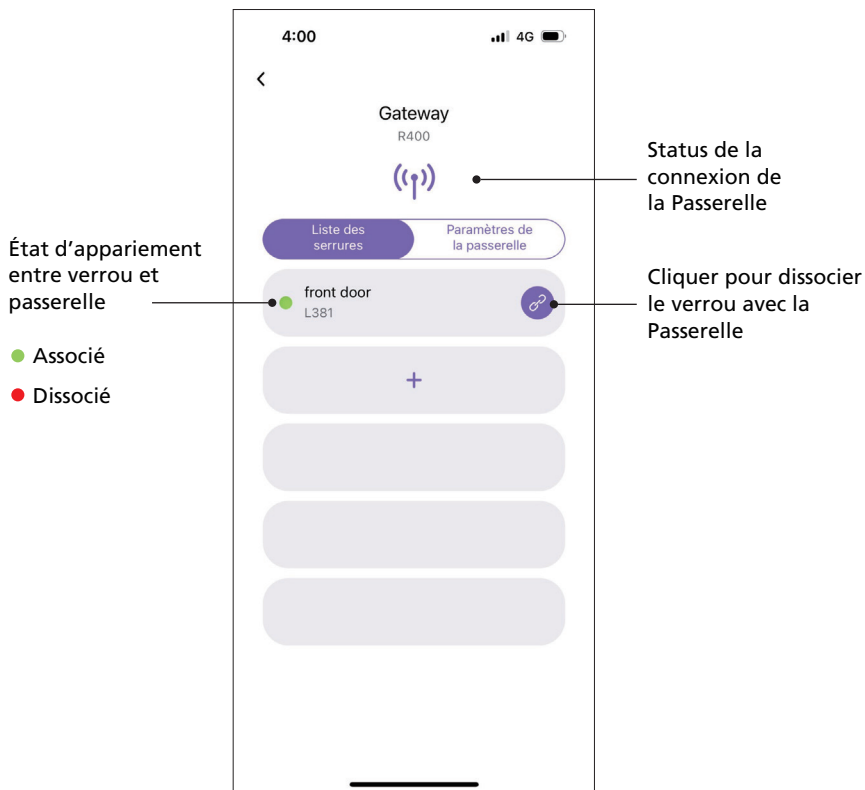 4:00
4G
Gateway
R400
Status de la
connexion de
la Passerelle
Liste des
serrures
Paramètres de
la passerelle
État d’appariement
entre verrou et
passerelle
front door
L381
Cliquer pour dissocier
le verrou avec la
Passerelle
Associé
Dissocié
+